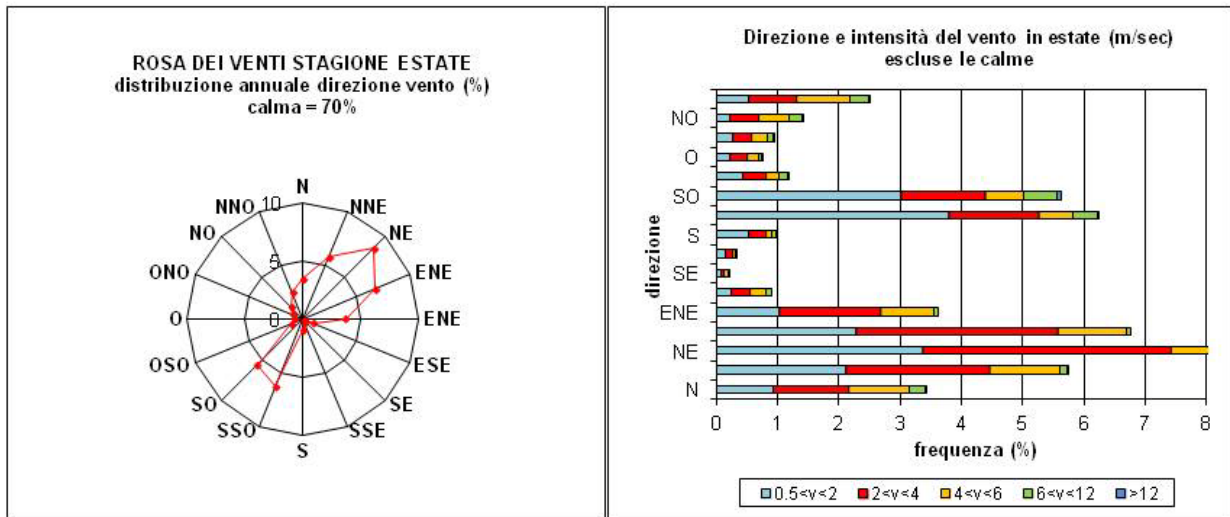 ROSA DEI VENTI STAGIONE ESTATE
distribuzione annuale direzione vento (%)
calma = 70%
N
NNE
NE
ENE
ENE
ESE
SE
SSE
S
SSO
SO
OSO
O
ONO
NO
NNO
10
5
0
Direzione e intensità del vento in estate (m/sec)
escluse le calme
direzione
NO
O
SO
S
SE
ENE
NE
N
0 1 2 3 4 5 6 7 8
frequenza (%)
0.5<v<2 2<v<4 4<v<6 6<v<12 >12